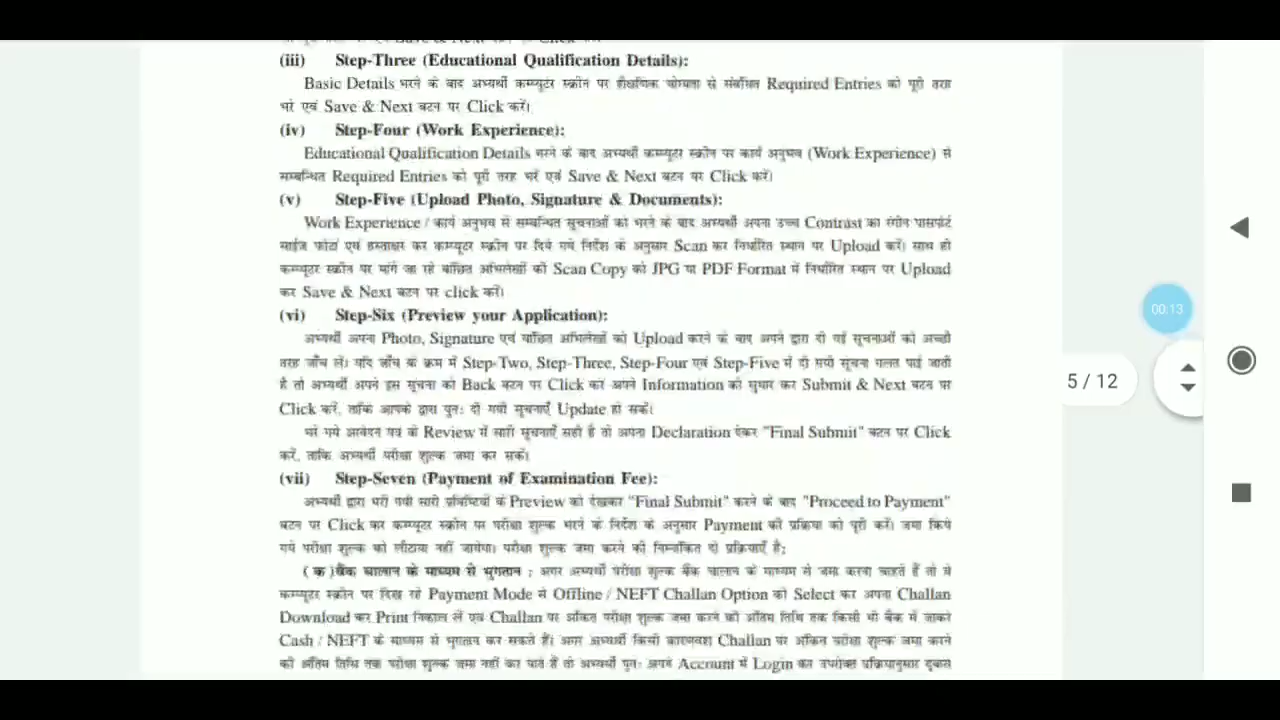 (iii) Step-Three (Educational Qualification Details):
Basic Details भरने के बाद अभ्यर्थी कम्प्यूटर स्क्रीन पर शैक्षणिक योग्यता से संबंधित Required Entries को पूरी तरह
भरें एवं Save & Next बटन पर Click करें।
(iv) Step-Four (Work Experience):
Educational Qualification Details भरने के बाद अभ्यर्थी कम्प्यूटर स्क्रीन पर कार्य अनुभव (Work Experience) से
सम्बन्धित Required Entries को पूरी तरह भरें एवं Save & Next बटन पर Click करें।
(v) Step-Five (Upload Photo, Signature & Documents):
Work Experience / कार्य अनुभव से सम्बन्धित सूचनाओं को भरने के बाद अभ्यर्थी अपना उच्च Contrast का रंगीन पासपोर्ट
साईज फोटो एवं हस्ताक्षर कर कम्प्यूटर स्क्रीन पर दिये गये निर्देश के अनुसार Scan कर निर्धारित स्थान पर Upload करें। साथ ही
कम्प्यूटर स्क्रीन पर मांगे जा रहे वांछित अभिलेखों की Scan Copy को JPG या PDF Format में निर्धारित स्थान पर Upload
कर Save & Next बटन पर click करें।
(vi) Step-Six (Preview your Application):
अभ्यर्थी अपना Photo, Signature एवं वांछित अभिलेखों को Upload करने के बाद अपने द्वारा दी गई सूचनाओं को अच्छी
तरह जाँच लें। यदि जाँच के क्रम में Step-Two, Step-Three, Step-Four एवं Step-Five में दी गयी सूचना गलत पाई जाती
है तो अभ्यर्थी अपने इस सूचना को Back बटन पर Click करें अपने Information को सुधार कर Submit & Next बटन पर
Click करें, ताकि आपके द्वारा पुनः दी गयी सूचनाएँ Update हो सकें।
भरे गये आवेदन पत्र के Review में सारी सूचनाएँ सही है तो अपना Declaration देकर "Final Submit" बटन पर Click
करें, ताकि अभ्यर्थी परीक्षा शुल्क जमा कर सकें।
(vii) Step-Seven (Payment of Examination Fee):
अभ्यर्थी द्वारा भरी गयी सारी प्रविष्टियों के Preview को देखकर "Final Submit" करने के बाद "Proceed to Payment"
बटन पर Click कर कम्प्यूटर स्क्रीन पर परीक्षा शुल्क भरने के निर्देश के अनुसार Payment की प्रक्रिया को पूरी करें। जमा किये
गये परीक्षा शुल्क को लौटाया नहीं जायेगा। परीक्षा शुल्क जमा करने की निम्नांकित दो प्रक्रियाएँ है;
(क) बैंक चालान के माध्यम से भुगतान : अगर अभ्यर्थी परीक्षा शुल्क बैंक चालान के माध्यम से जमा करना चाहते हैं तो वे
कम्प्यूटर स्क्रीन पर दिख रहे Payment Mode से Offline / NEFT Challan Option को Select कर अपना Challan
Download कर Print निकाल लें एवं Challan पर अंकित परीक्षा शुल्क जमा करने की अंतिम तिथि तक किसी भी बैंक में जाकर
Cash / NEFT के माध्यम से भुगतान कर सकते हैं। अगर अभ्यर्थी किसी कारणवश Challan पर अंकित परीक्षा शुल्क जमा करने
की अंतिम तिथि तक परीक्षा शुल्क जमा नहीं कर पाते हैं तो अभ्यर्थी पुनः अपने Account में Login कर उपरोक्त प्रक्रियानुसार
00:13
5 / 12